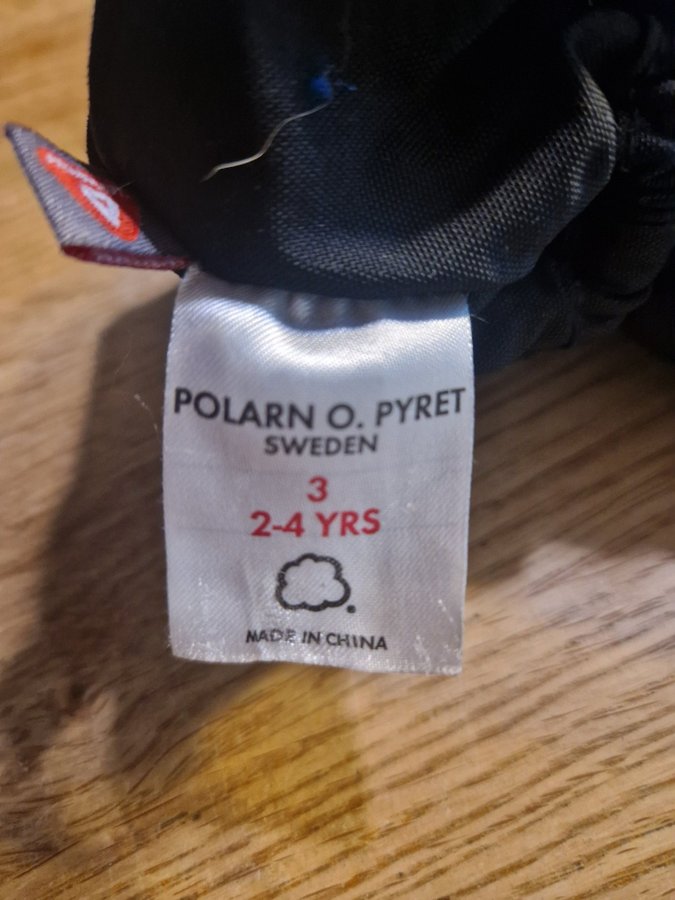 POLARN O. PYRET
SWEDEN
3
2-4 YRS
MADE IN CHINA